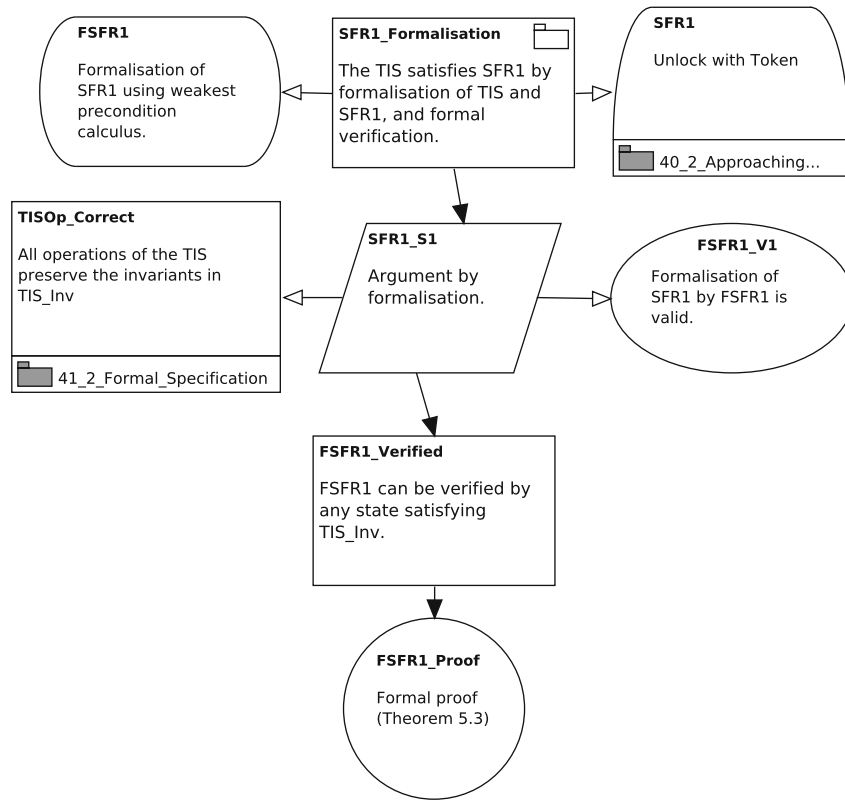 FSFR1
Formalisation of
SFR1 using weakest
precondition
calculus.
SFR1_Formalisation
The TIS satisfies SFR1 by
formalisation of TIS and
SFR1, and formal
verification.
SFR1
Unlock with Token
40_2_Approaching...
TISOp_Correct
All operations of the TIS
preserve the invariants in
TIS_Inv
41_2_Formal_Specification
SFR1_S1
Argument by
formalisation.
FSFR1_V1
Formalisation of
SFR1 by FSFR1 is
valid.
FSFR1_Verified
FSFR1 can be verified by
any state satisfying
TIS_Inv.
FSFR1_Proof
Formal proof
(Theorem 5.3)